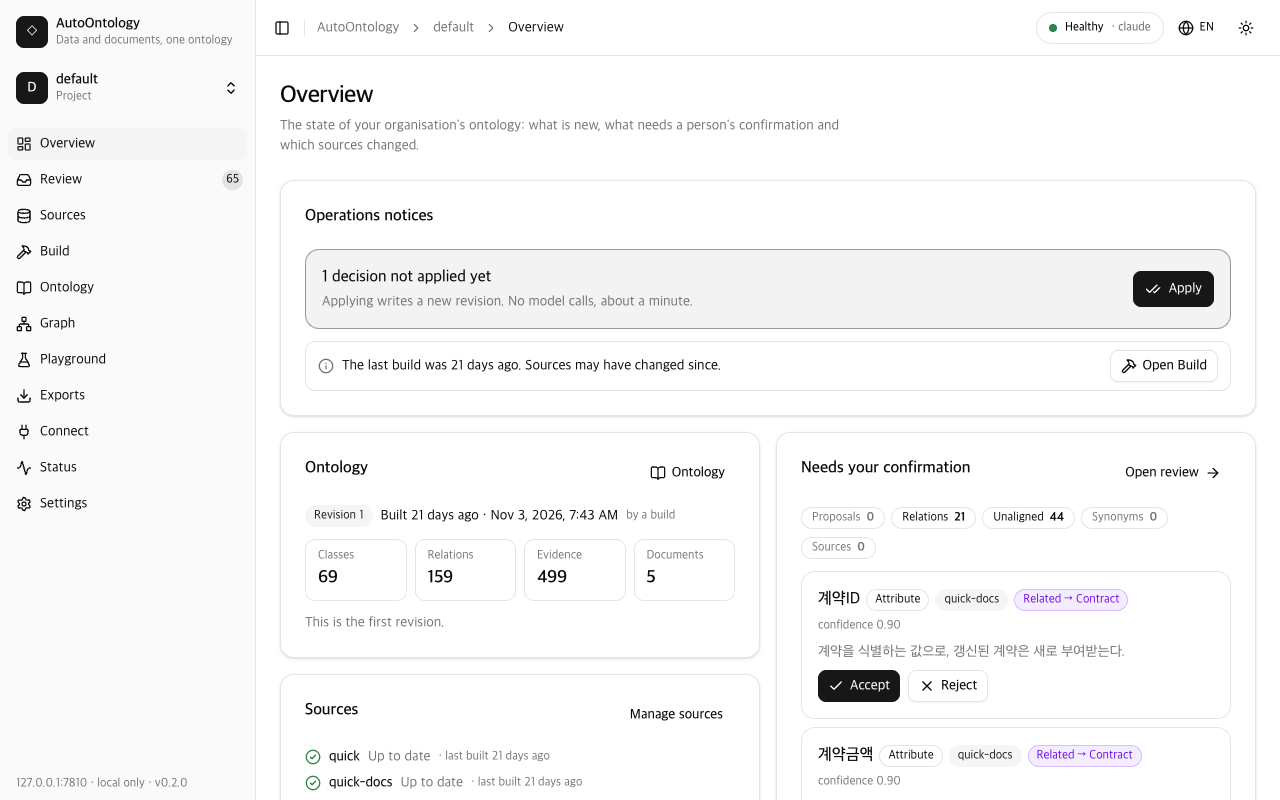 AutoOntology
Data and documents, one ontology
D
default
Project
Overview
Review 65
Sources
Build
Ontology
Graph
Playground
Exports
Connect
Status
Settings
127.0.0.1:7810 · local only · v0.2.0
AutoOntology > default > Overview
Healthy · claude
EN
Overview
The state of your organisation's ontology: what is new, what needs a person's confirmation and
which sources changed.
Operations notices
1 decision not applied yet
Applying writes a new revision. No model calls, about a minute.
Apply
The last build was 21 days ago. Sources may have changed since.
Open Build
Ontology
Ontology
Revision 1 Built 21 days ago · Nov 3, 2026, 7:43 AM by a build
Classes Relations Evidence Documents
69 159 499 5
This is the first revision.
Sources
Manage sources
quick Up to date · last built 21 days ago
quick-docs Up to date · last built 21 days ago
Needs your confirmation
Open review →
Proposals 0 Relations 21 Unaligned 44 Synonyms 0
Sources 0
계약ID Attribute quick-docs Related → Contract
confidence 0.90
계약을 식별하는 값으로, 갱신된 계약은 새로 부여받는다.
Accept Reject
계약금액 Attribute quick-docs Related → Contract
confidence 0.90